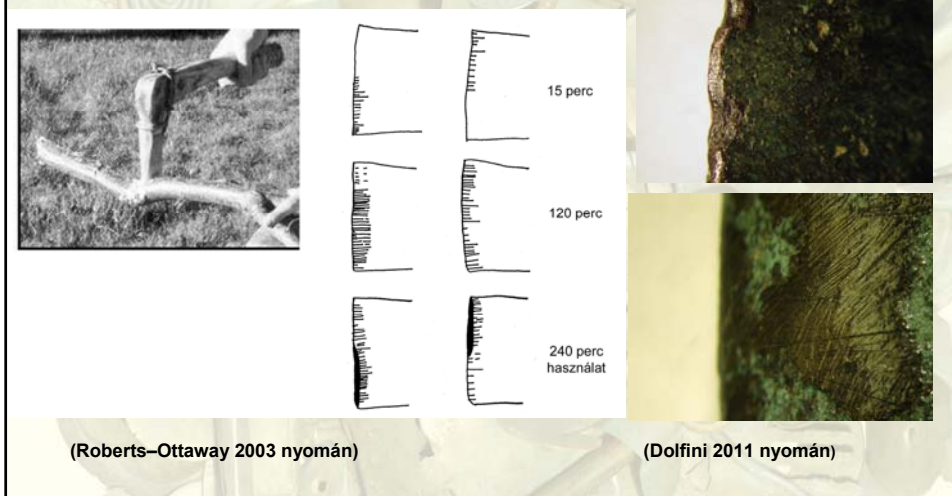 15 perc
120 perc
240 perc
használat
(Roberts–Ottaway 2003 nyomán)
(Dolfini 2011 nyomán)